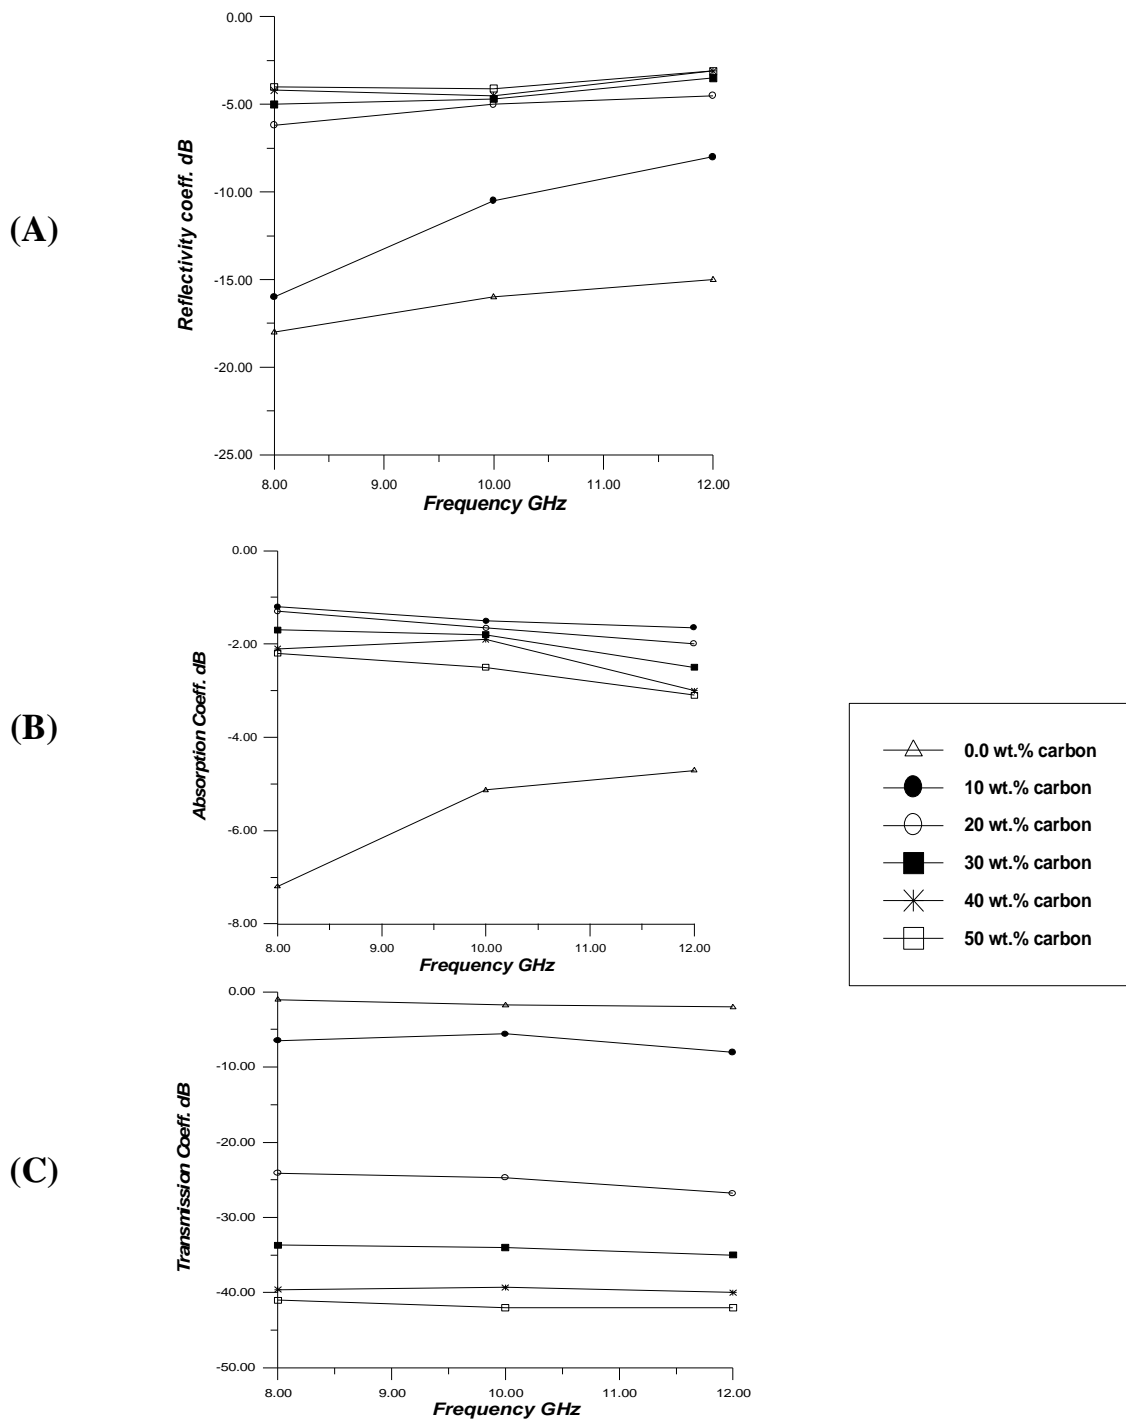 0.00
-5.00
-10.00
-15.00
-20.00
-25.00
Reflectivity coeff. dB
(A)
8.00 9.00 10.00 11.00 12.00
Frequency GHz
0.00
-2.00
-4.00
-6.00
-8.00
Absorption Coeff. dB
(B)
8.00 9.00 10.00 11.00 12.00
Frequency GHz
0.0 wt.% carbon
10 wt.% carbon
20 wt.% carbon
30 wt.% carbon
40 wt.% carbon
50 wt.% carbon
0.00
-10.00
-20.00
-30.00
-40.00
-50.00
Transmission Coeff. dB
(C)
8.00 9.00 10.00 11.00 12.00
Frequency GHz